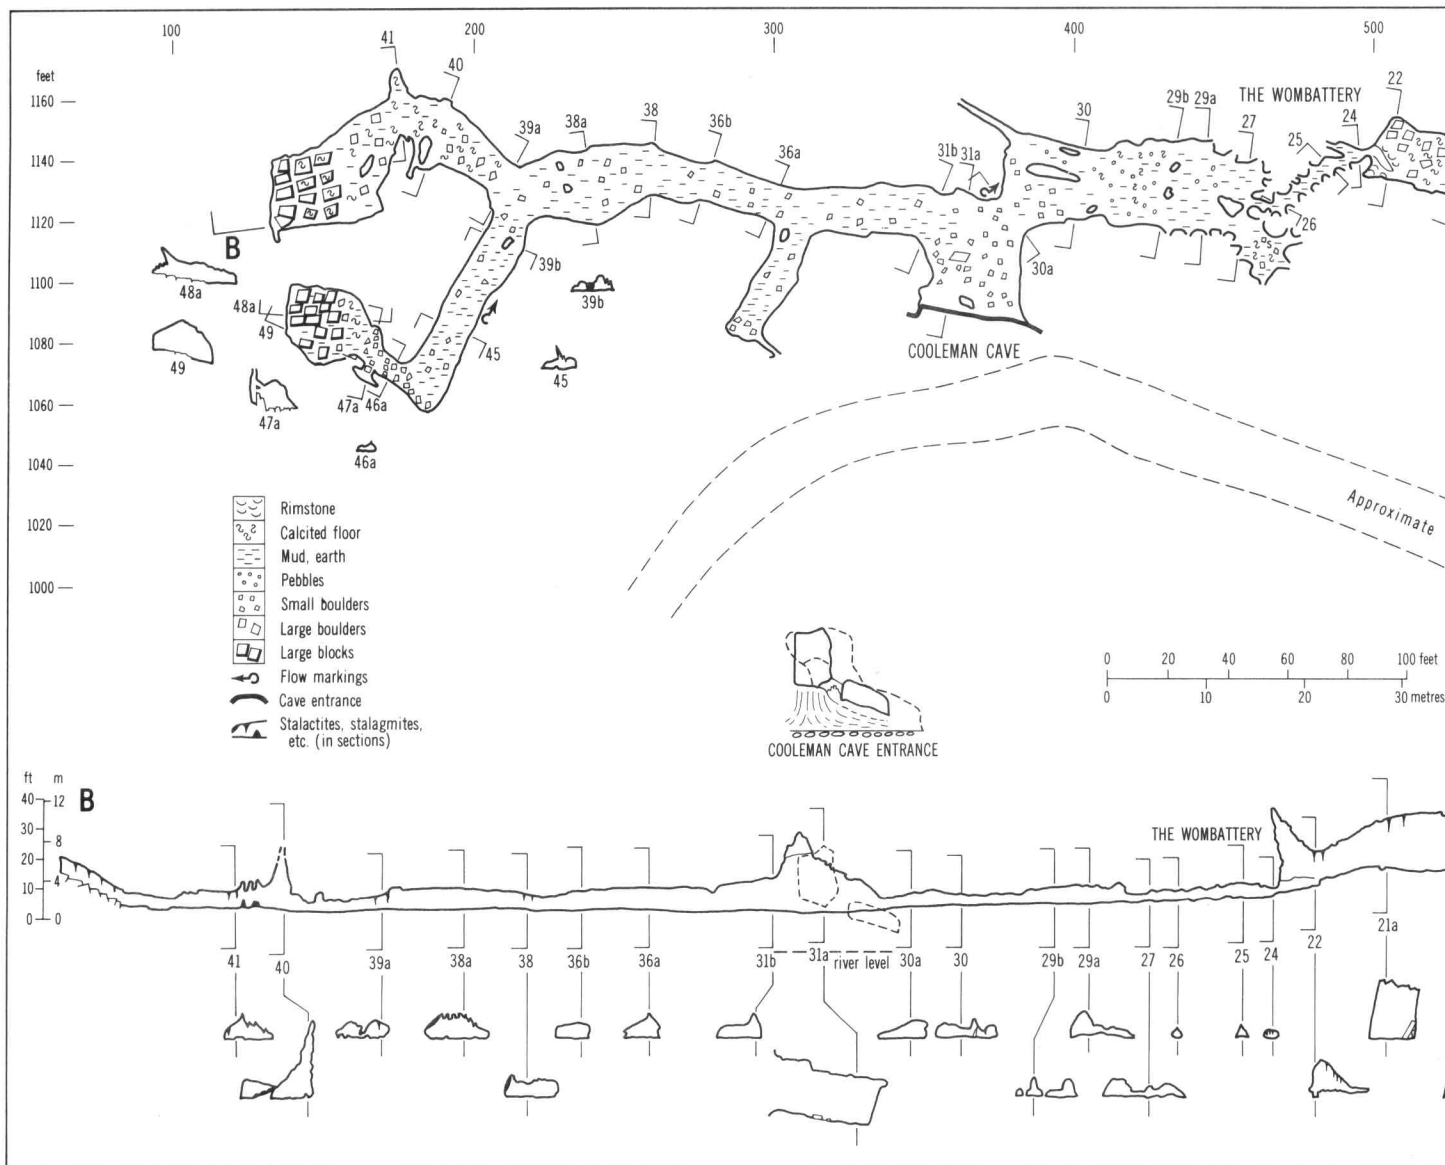 100 200 300 400 500
feet
1160
1140
1120
1100
1080
1060
1040
1020
1000
41
40
39a
38a
38
36b
36a
31b
31a
30
29b
29a
THE WOMBATTERY
27
25
24
22
26
B
48a
49
47a
46a
48a
49
47a
46a
45
39b
39b
45
30a
COOLEMAN CAVE
Approximate
Rimstone
Calcited floor
Mud, earth
Pebbles
Small boulders
Large boulders
Large blocks
Flow markings
Cave entrance
Stalactites, stalagmites,
etc. (in sections)
S
COOLEMAN CAVE ENTRANCE
0 20 40 60 80 100 feet
0 10 20 30 metres
ft m
B
40 12
30 8
20
10 4
0 0
THE WOMBATTERY
41 40 39a 38a 38 36b 36a 31b 31a river level 30a 30 29b 29a 27 26 25 24 22 21a